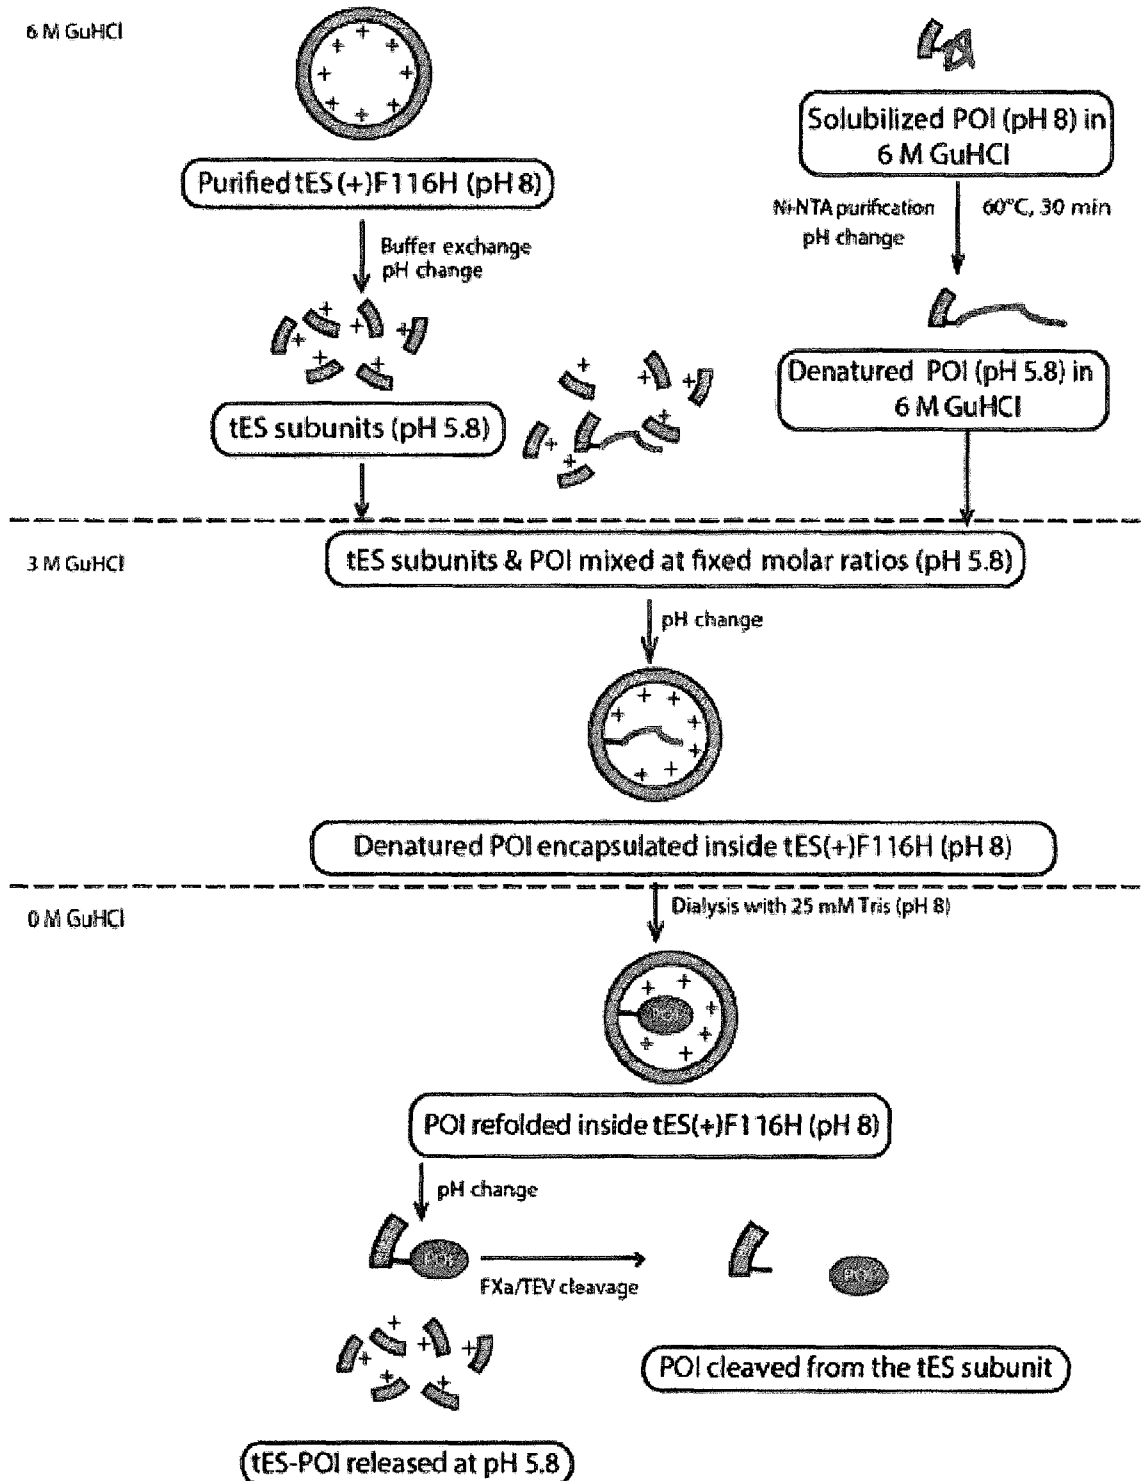 6 M GuHCl
Purified tES (+)F116H (pH 8)
Buffer exchange
pH change
tES subunits (pH 5.8)
Solubilized POI (pH 8) in
6 M GuHCl
Ni-NTA purification
pH change
60°C, 30 min
Denatured POI (pH 5.8) in
6 M GuHCl
3 M GuHCl
tES subunits & POI mixed at fixed molar ratios (pH 5.8)
pH change
Denatured POI encapsulated inside tES(+)F116H (pH 8)
0 M GuHCl
Dialysis with 25 mM Tris (pH 8)
POI
POI refolded inside tES(+)F116H (pH 8)
pH change
POI
FXa/TEV cleavage
POI
POI cleaved from the tES subunit
tES-POI released at pH 5.8